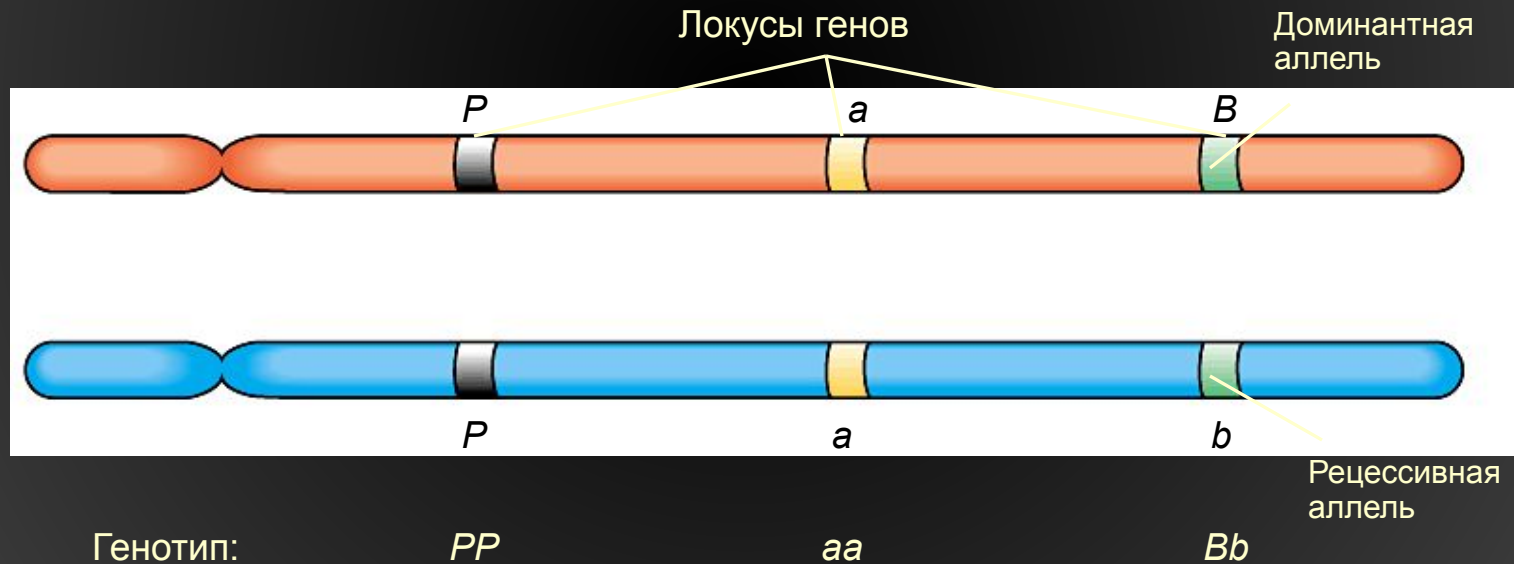 Локусы генов
Доминантная
аллель
P a B
P a b
Рецессивная
аллель
Генотип: PP aa Bb